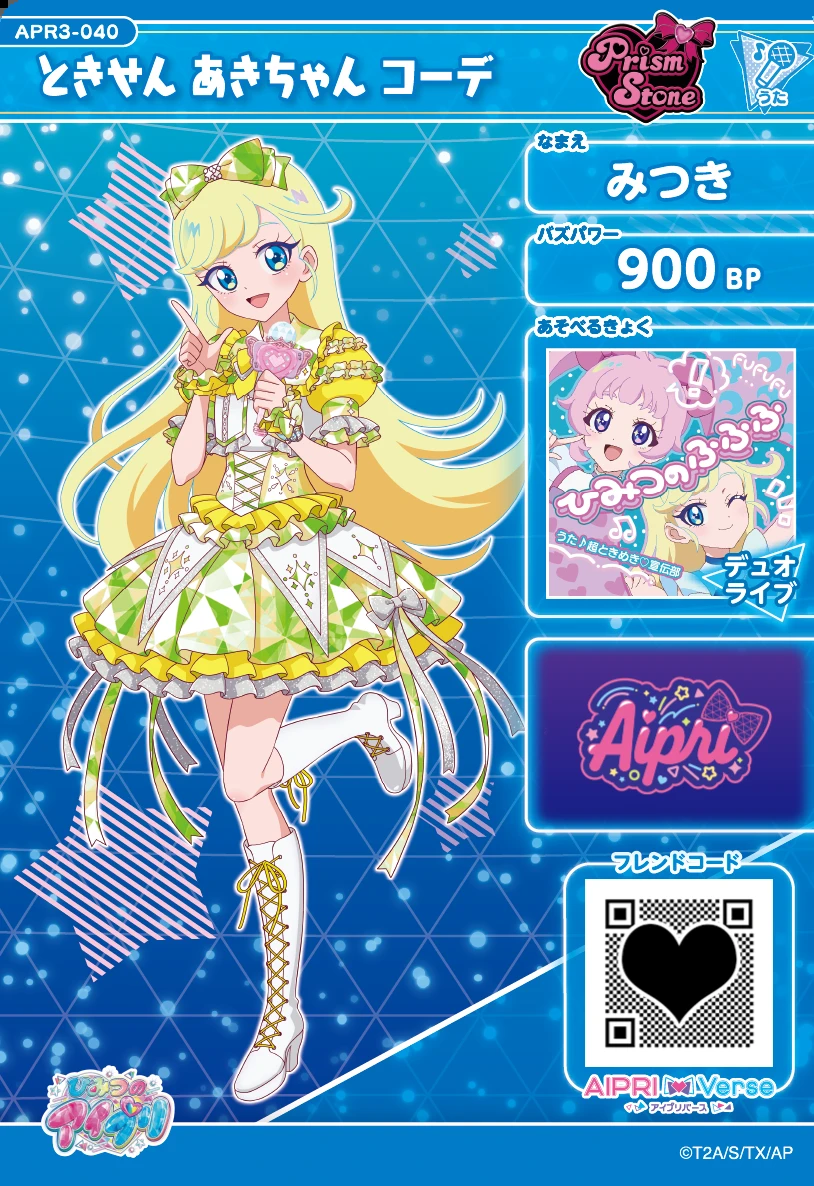 APR3-040
ときせん あきちゃん コーデ
Prism
Stone
うた
なまえ
みつき
バズパワー
900 BP
あそべるきょく
!
FUFUFU
ひみつのふふふ
うた♪超ときめき♡宣伝部
デュオ
ライブ
Aipri
フレンドコード
AIPRI Verse
アイプリバース
ひみつの
アイプリ
©T2A/S/TX/AP